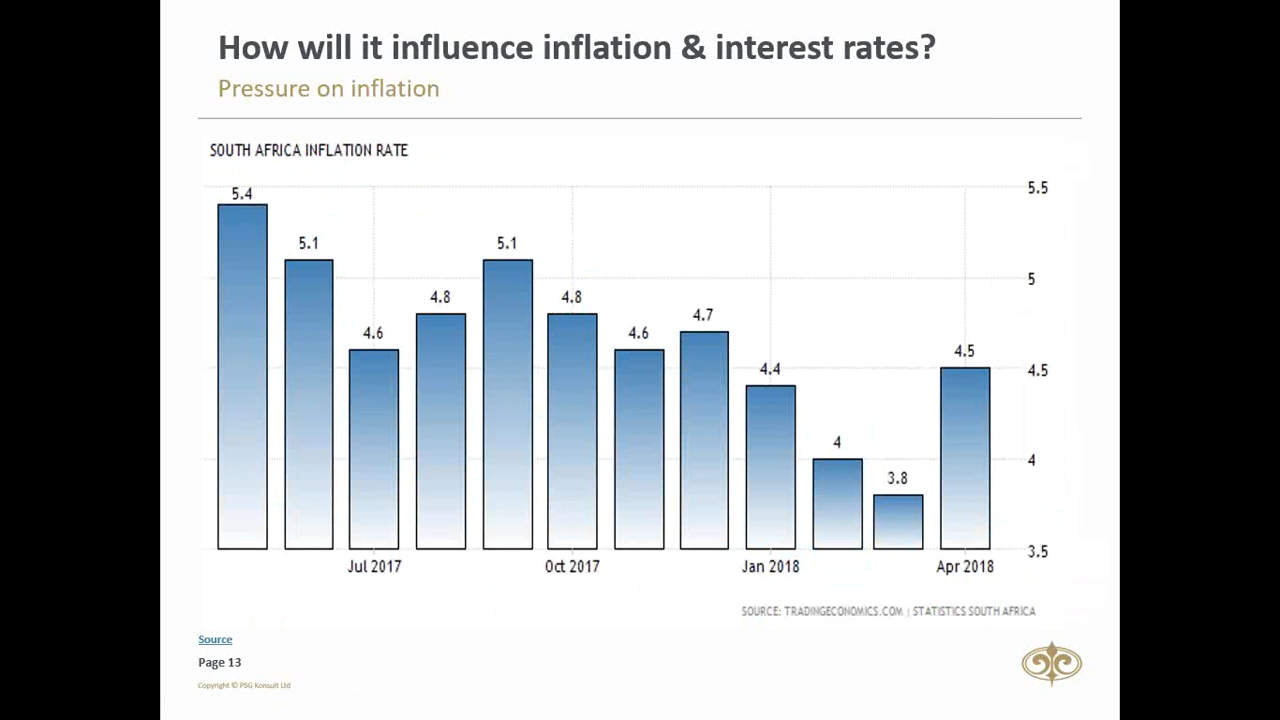 How will it influence inflation & interest rates?
Pressure on inflation
SOUTH AFRICA INFLATION RATE
5.4
5.1
4.6
4.8
5.1
4.8
4.6
4.7
4.4
4
3.8
4.5
5.5
5
4.5
4
3.5
Jul 2017
Oct 2017
Jan 2018
Apr 2018
SOURCE: TRADINGECONOMICS.COM | STATISTICS SOUTH AFRICA
Source
Page 13
Copyright © PSG Konsult Ltd